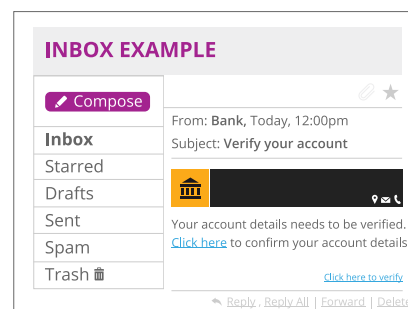 INBOX EXAMPLE
Compose
Inbox
Starred
Drafts
Sent
Spam
Trash
From: Bank, Today, 12:00pm
Subject: Verify your account
Your account details needs to be verified.
Click here to confirm your account details
Click here to verify
Reply , Reply All | Forward | Delete